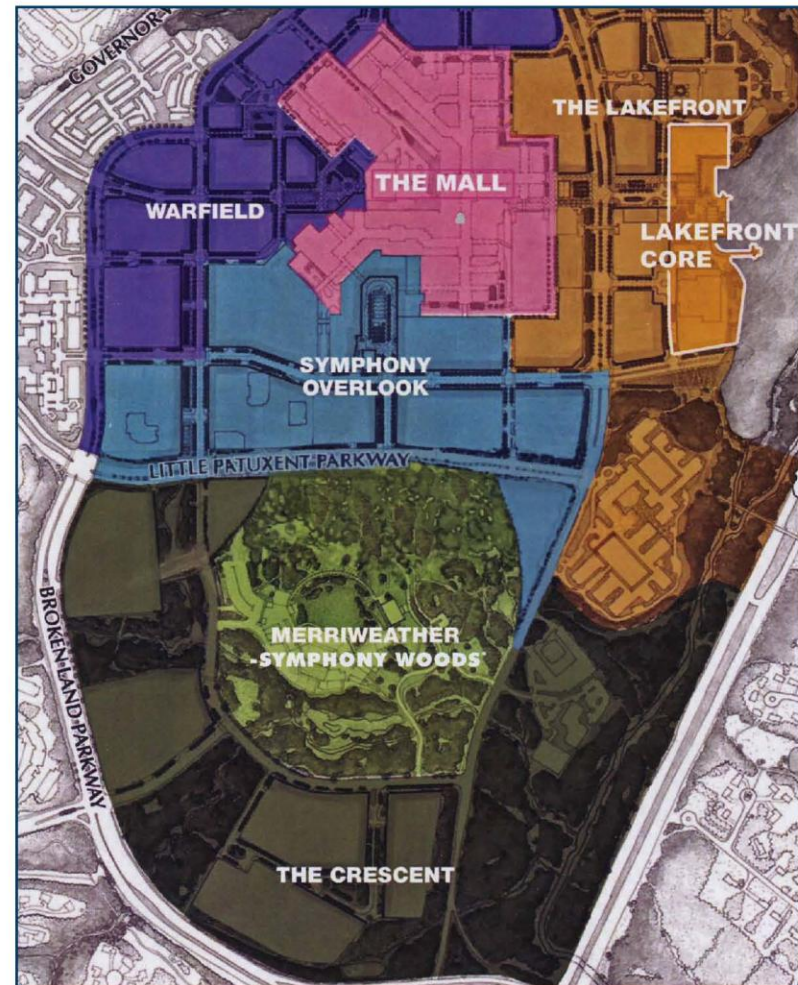 GOVERNOR
THE LAKEFRONT
THE MALL
WARFIELD
LAKEFRONT
CORE
SYMPHONY
OVERLOOK
LITTLE PATUXENT PARKWAY
BROKEN LAND PARKWAY
MERRIWEATHER
-SYMPHONY WOODS
THE CRESCENT